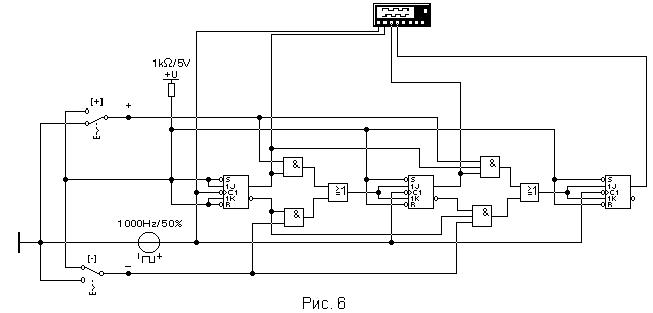 1kΩ/5V
+U
[+]
+
&
&
S
1J
C1
1K
R
≥1
S
1J
C1
1K
R
≥1
S
1J
C1
1K
R
&
&
1000Hz/50%
+
[-]
−
Рис. 6